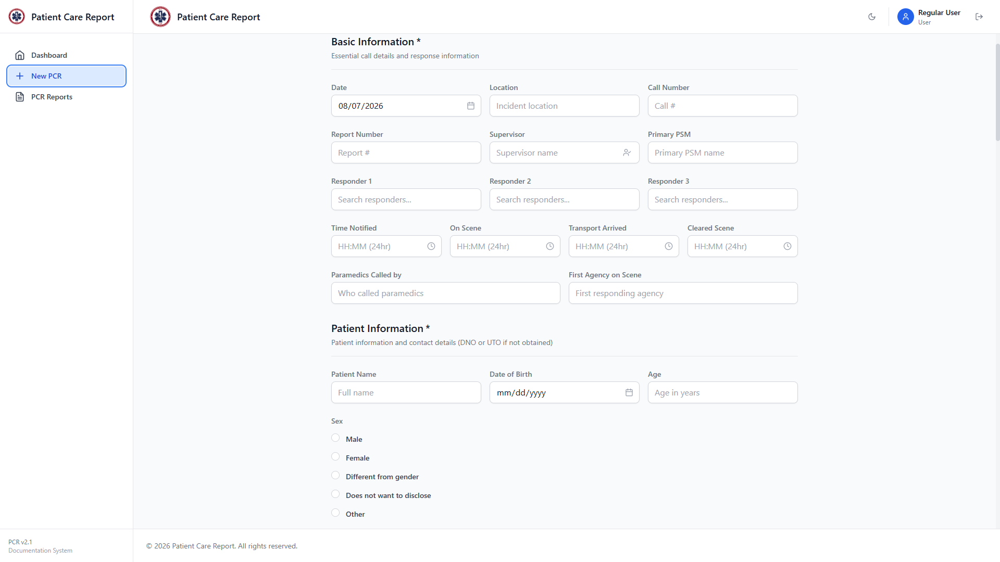 Patient Care Report
Patient Care Report
Regular User
User
Dashboard
New PCR
PCR Reports
Basic Information *
Essential call details and response information
Date
Location
Call Number
08/07/2026
Incident location
Call #
Report Number
Supervisor
Primary PSM
Report #
Supervisor name
Primary PSM name
Responder 1
Responder 2
Responder 3
Search responders...
Search responders...
Search responders...
Time Notified
On Scene
Transport Arrived
Cleared Scene
HH:MM (24hr)
HH:MM (24hr)
HH:MM (24hr)
HH:MM (24hr)
Paramedics Called by
First Agency on Scene
Who called paramedics
First responding agency
Patient Information *
Patient information and contact details (DNO or UTO if not obtained)
Patient Name
Date of Birth
Age
Full name
mm/dd/yyyy
Age in years
Sex
Male
Female
Different from gender
Does not want to disclose
Other
PCR v2.1
Documentation System
© 2026 Patient Care Report. All rights reserved.